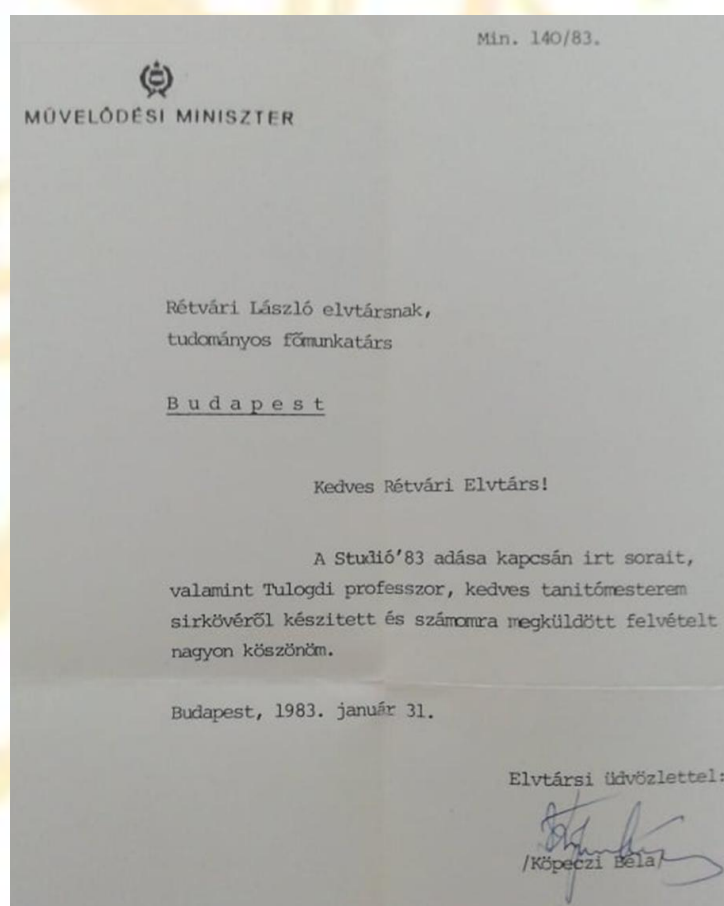 Min. 140/83.
MŰVELŐDÉSI MINISZTER
Rétvári László elvtársnak,
tudományos főmunkatárs
B u d a p e s t
Kedves Rétvári Elvtárs!
A Studió'83 adása kapcsán irt sorait,
valamint Tulogdi professzor, kedves tanitómesterem
sirkövéről készitett és számomra megküldött felvételt
nagyon köszönöm.
Budapest, 1983. január 31.
Elvtársi üdvözlettel:
/Köpeczi Béla/